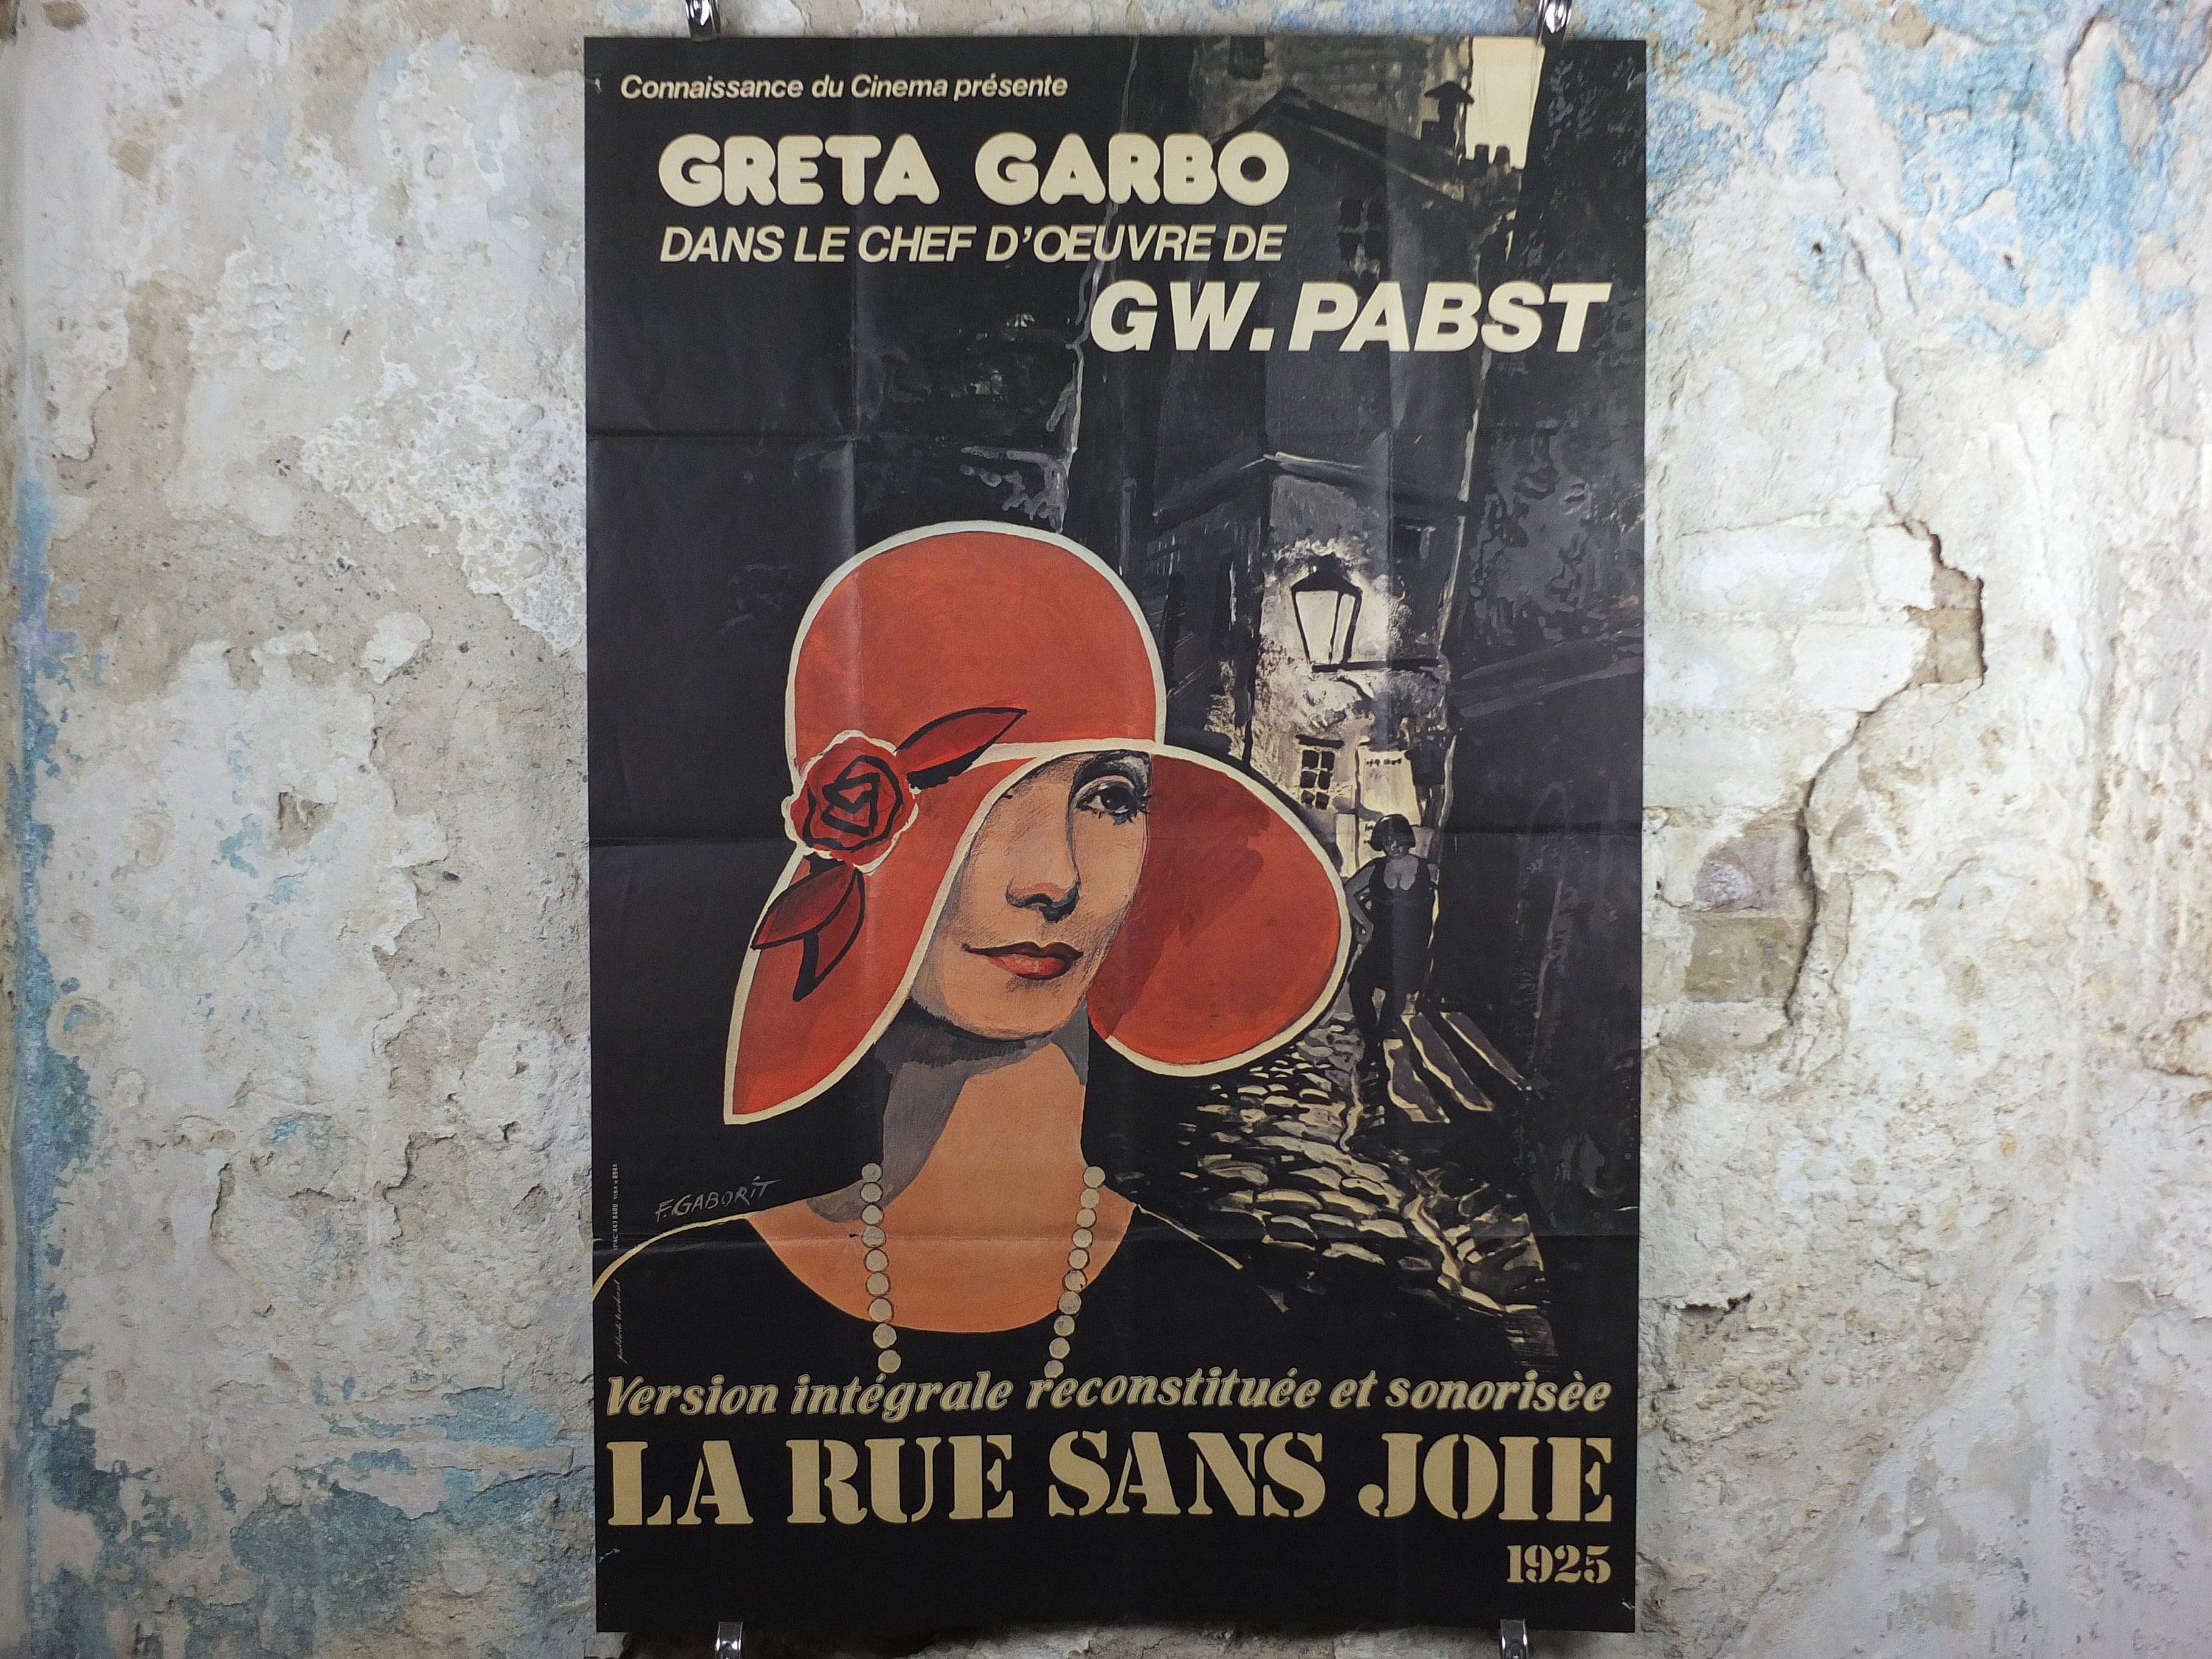 Connaissance du Cinema présente
GRETA GARBO
DANS LE CHEF D'OEUVRE DE
GW. PABST
F. GABORIT
Version intégrale reconstituée et sonorisèe
LA RUE SANS JOIE
1925